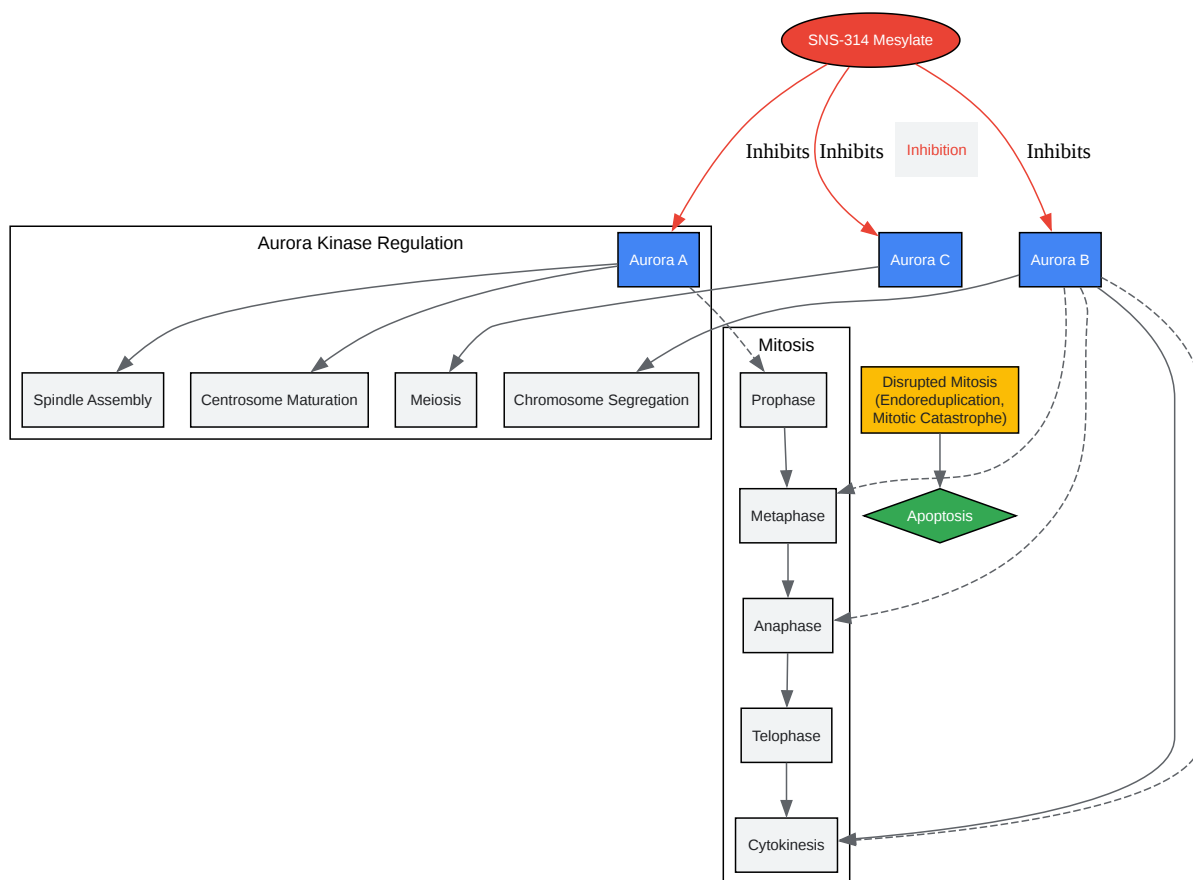 SNS-314 Mesylate
Inhibits
Inhibits
Inhibition
Inhibits
Aurora Kinase Regulation
Aurora A
Aurora C
Aurora B
Mitosis
Spindle Assembly
Centrosome Maturation
Meiosis
Chromosome Segregation
Prophase
Disrupted Mitosis
(Endoreduplication,
Mitotic Catastrophe)
Metaphase
Apoptosis
Anaphase
Telophase
Cytokinesis